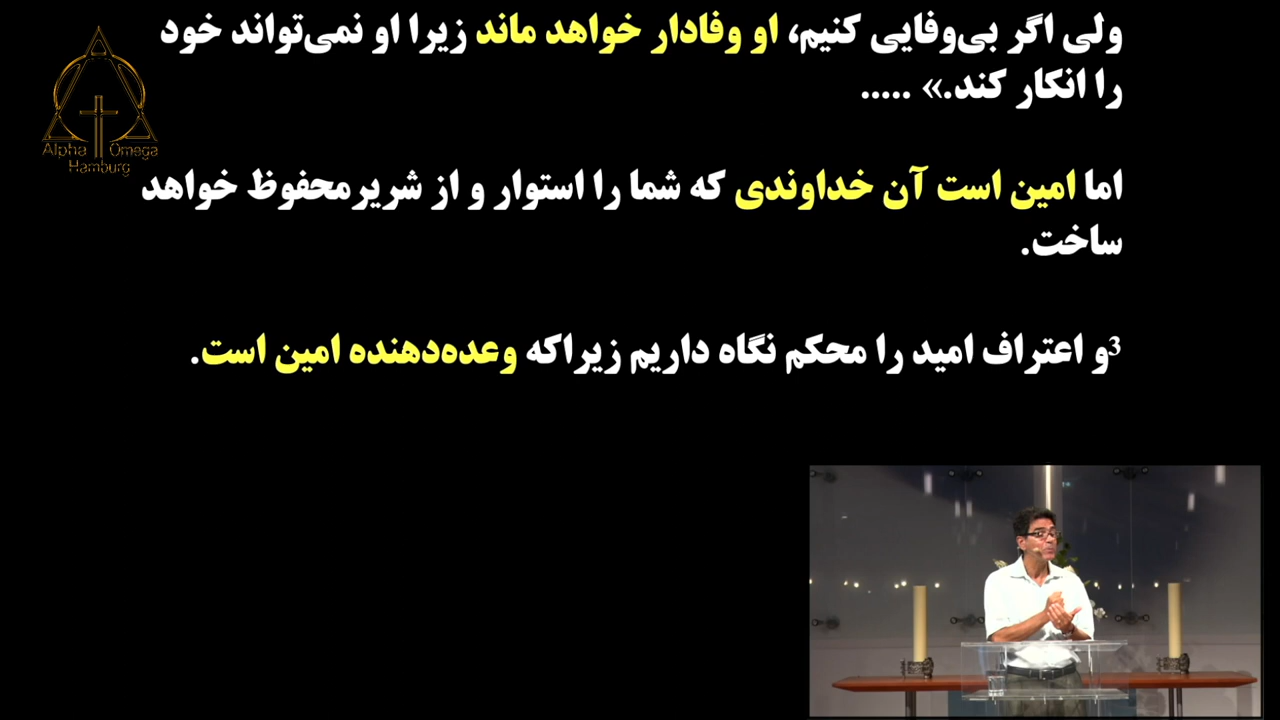 ولی اگر بی‌وفایی کنیم، او وفادار خواهد ماند زیرا او نمی‌تواند خود
را انکار کند.» .....
اما امین است آن خداوندی که شما را استوار و از شریرمحفوظ خواهد
ساخت.
3و اعتراف امید را محکم نگاه داریم زیراکه وعده‌دهنده امین است.
Alpha Omega
Hamburg